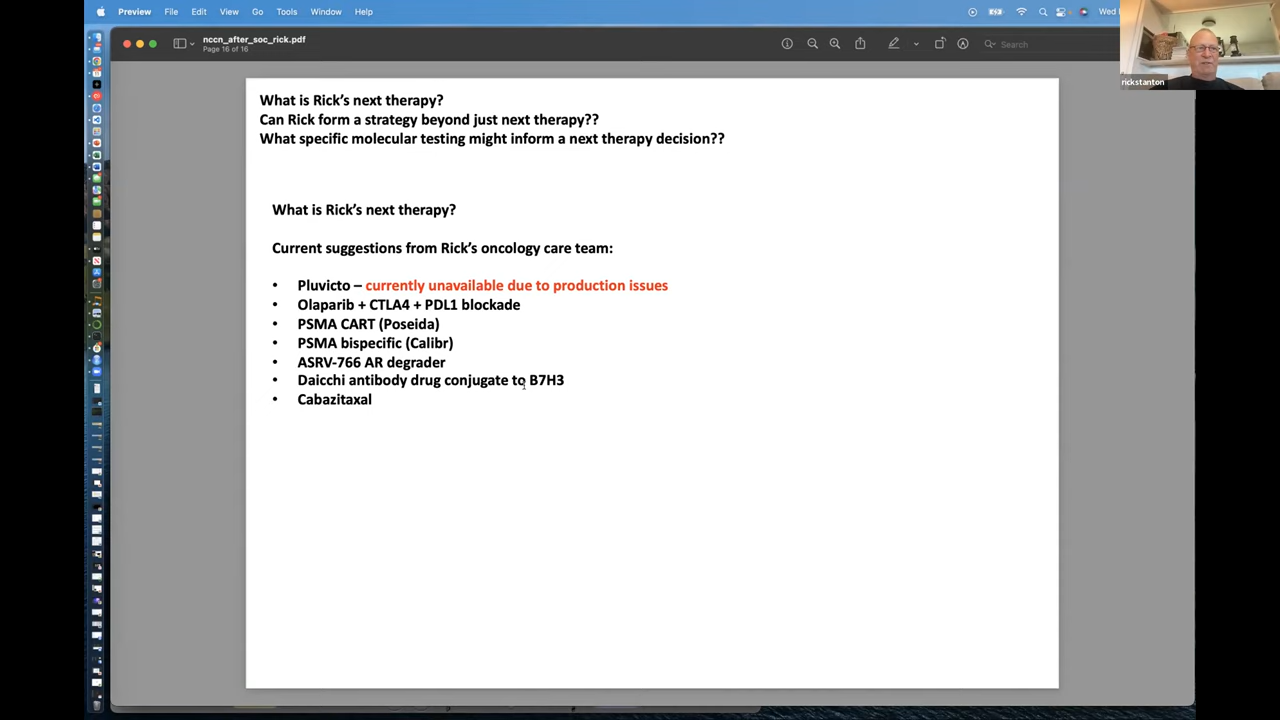 Preview File Edit View Go Tools Window Help Wed
nccn_after_soc_rick.pdf
Page 16 of 16
Search
rickstanton
What is Rick's next therapy?
Can Rick form a strategy beyond just next therapy??
What specific molecular testing might inform a next therapy decision??
What is Rick's next therapy?
Current suggestions from Rick's oncology care team:
• Pluvicto – currently unavailable due to production issues
• Olaparib + CTLA4 + PDL1 blockade
• PSMA CART (Poseida)
• PSMA bispecific (Calibr)
• ASRV-766 AR degrader
• Daicchi antibody drug conjugate to B7H3
• Cabazitaxal